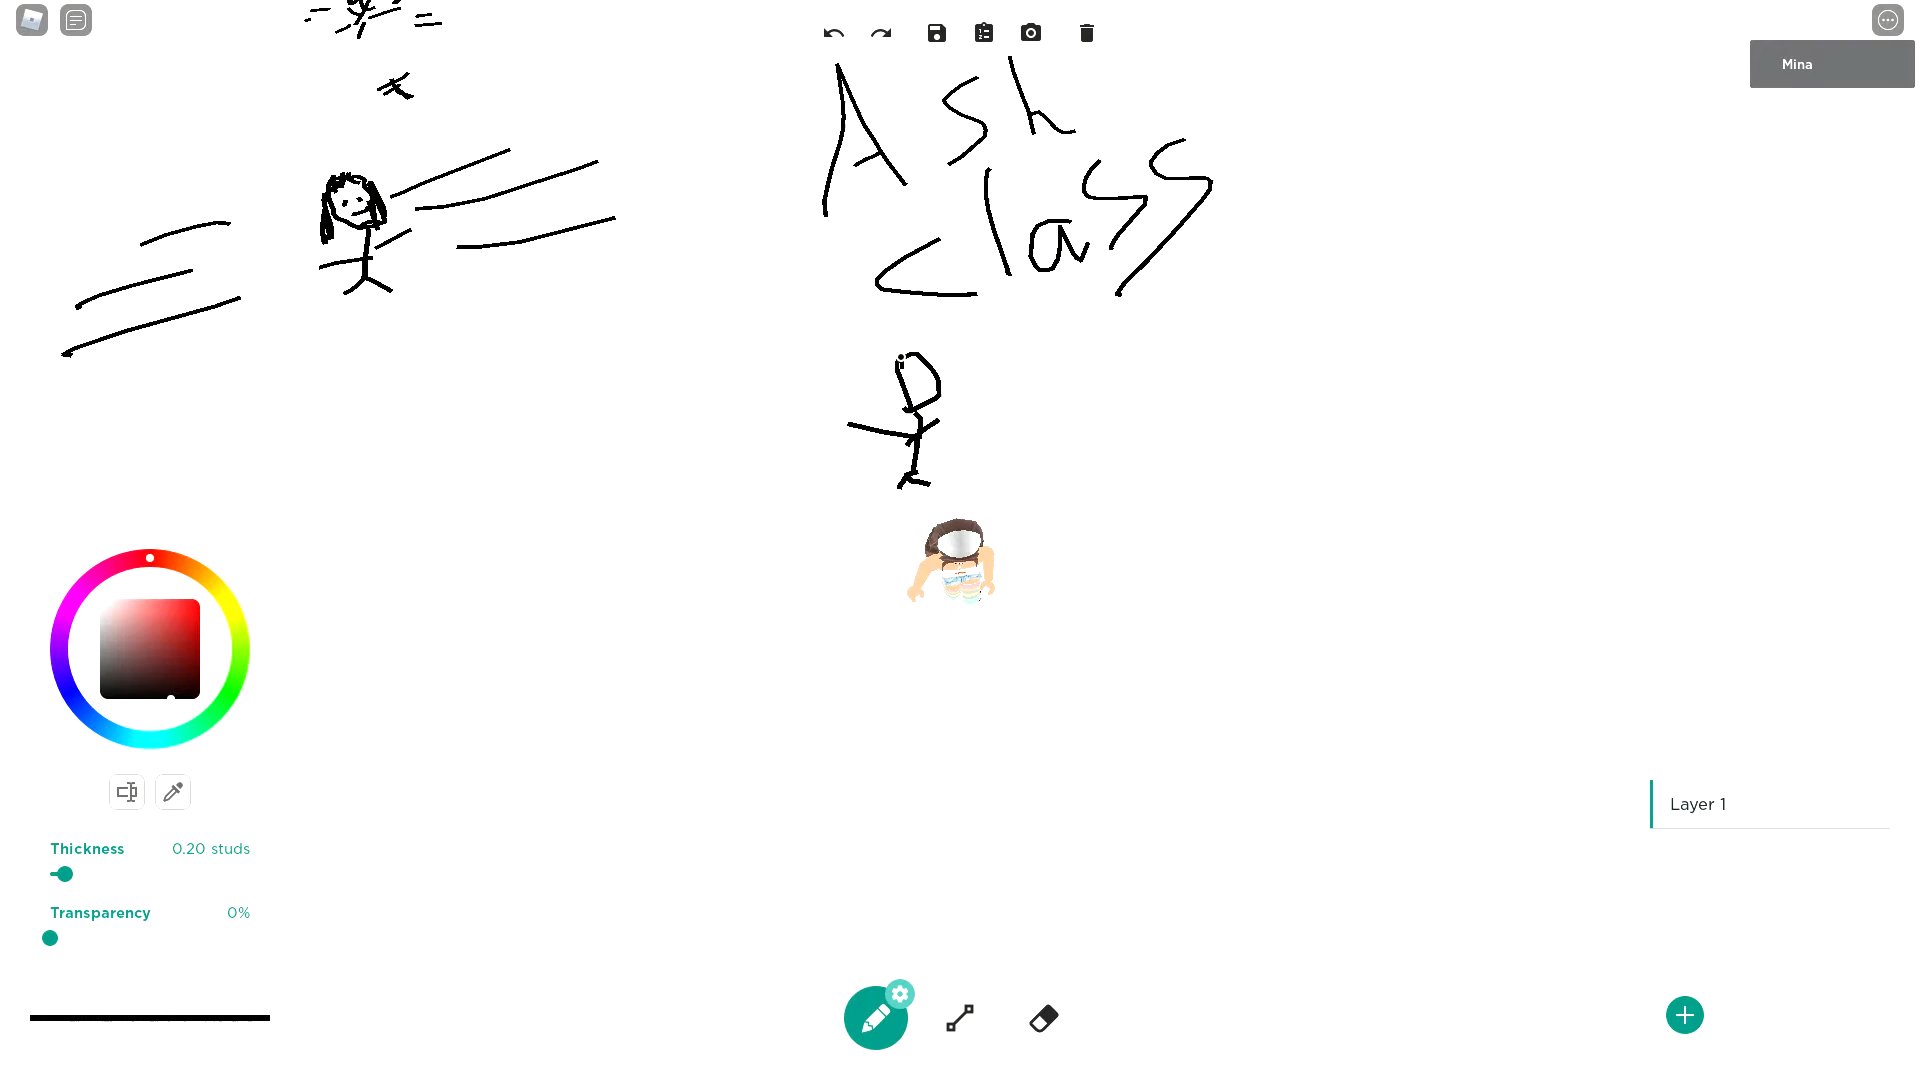 Mina
Ash
class
Thickness 0.20 studs
Transparency 0%
Layer 1